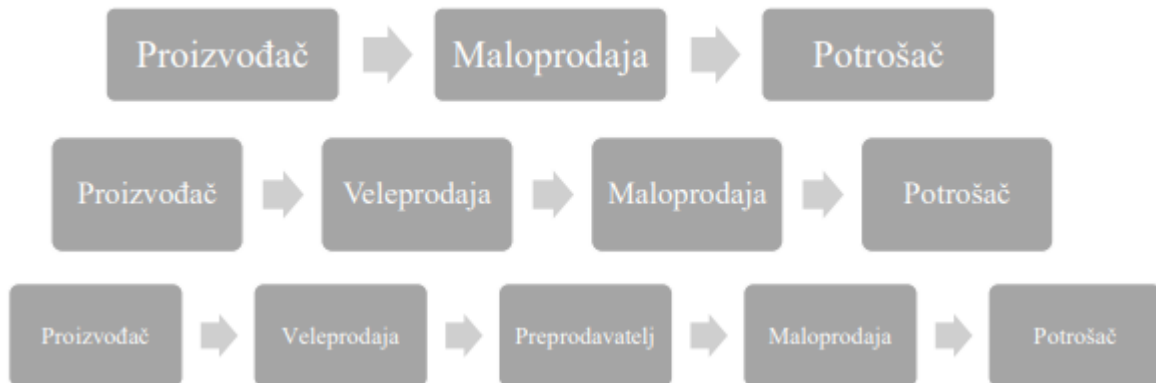 Proizvođač Maloprodaja Potrošač
Proizvođač Veleprodaja Maloprodaja Potrošač
Proizvođač Veleprodaja Preprodavatelj Maloprodaja Potrošač